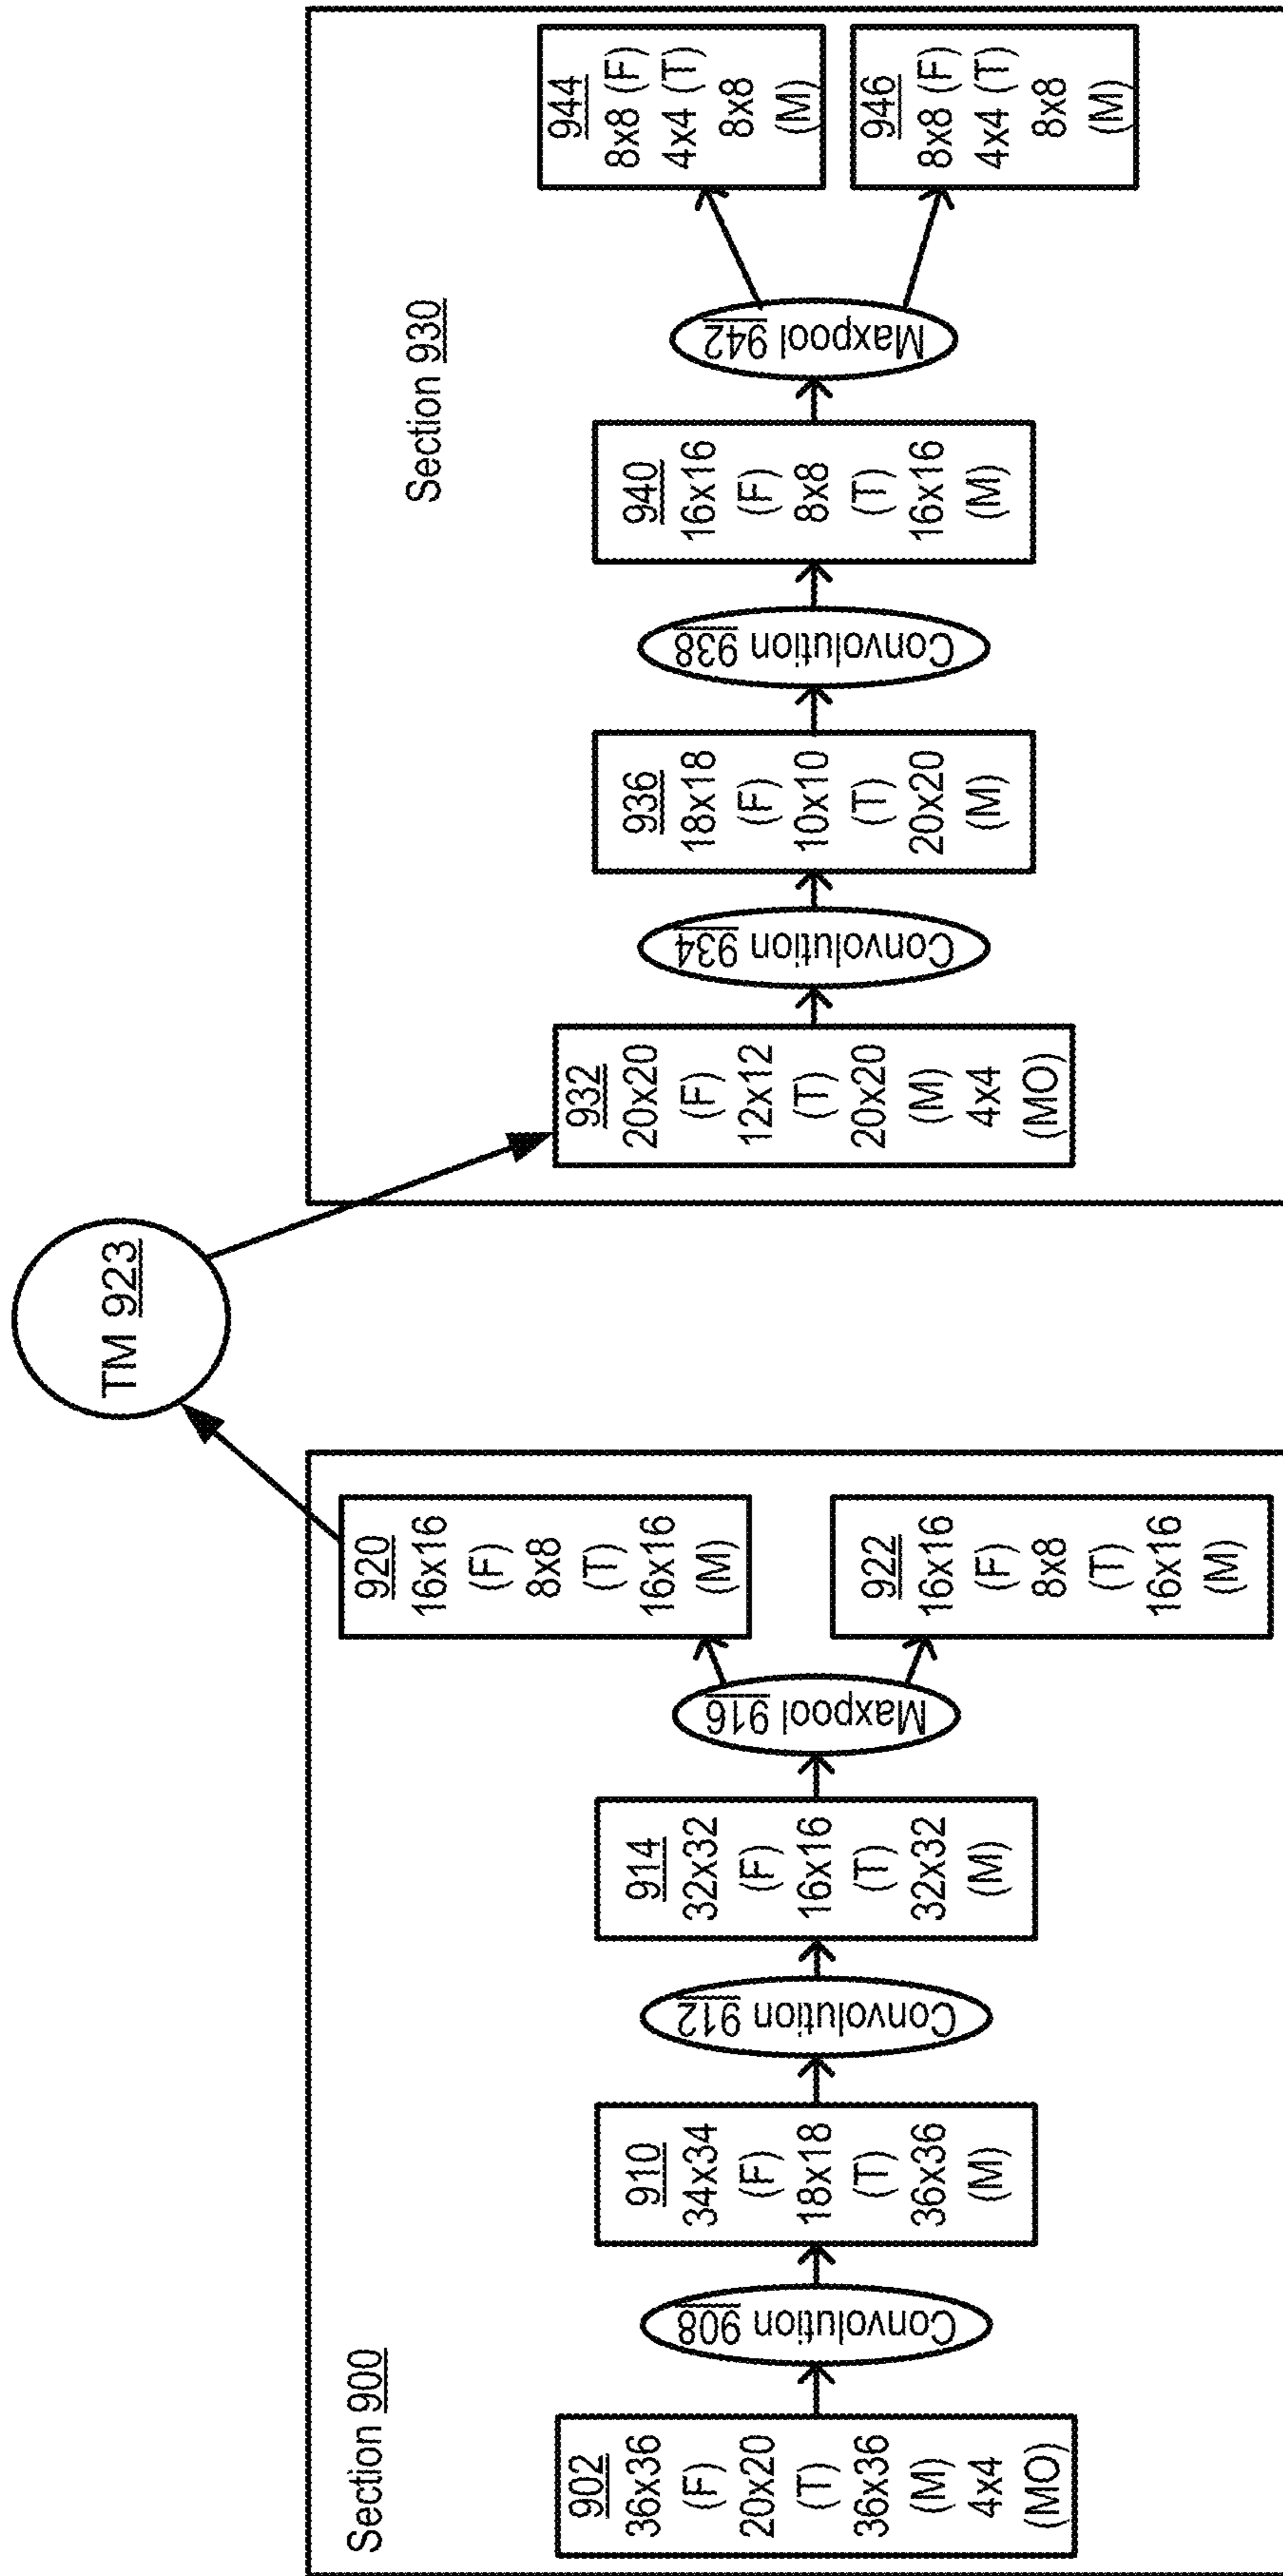 Section 900
902
36x36
(F)
20x20
(T)
36x36
(M)
4x4
(MO)
Convolution 908
910
34x34
(F)
18x18
(T)
36x36
(M)
Convolution 912
914
32x32
(F)
16x16
(T)
32x32
(M)
Maxpool 916
920
16x16
(F)
8x8
(T)
16x16
(M)
922
16x16
(F)
8x8
(T)
16x16
(M)
TM 923
Section 930
932
20x20
(F)
12x12
(T)
20x20
(M)
4x4
(MO)
Convolution 934
936
18x18
(F)
10x10
(T)
20x20
(M)
Convolution 938
940
16x16
(F)
8x8
(T)
16x16
(M)
Maxpool 942
944
8x8 (F)
4x4 (T)
8x8
(M)
946
8x8 (F)
4x4 (T)
8x8
(M)